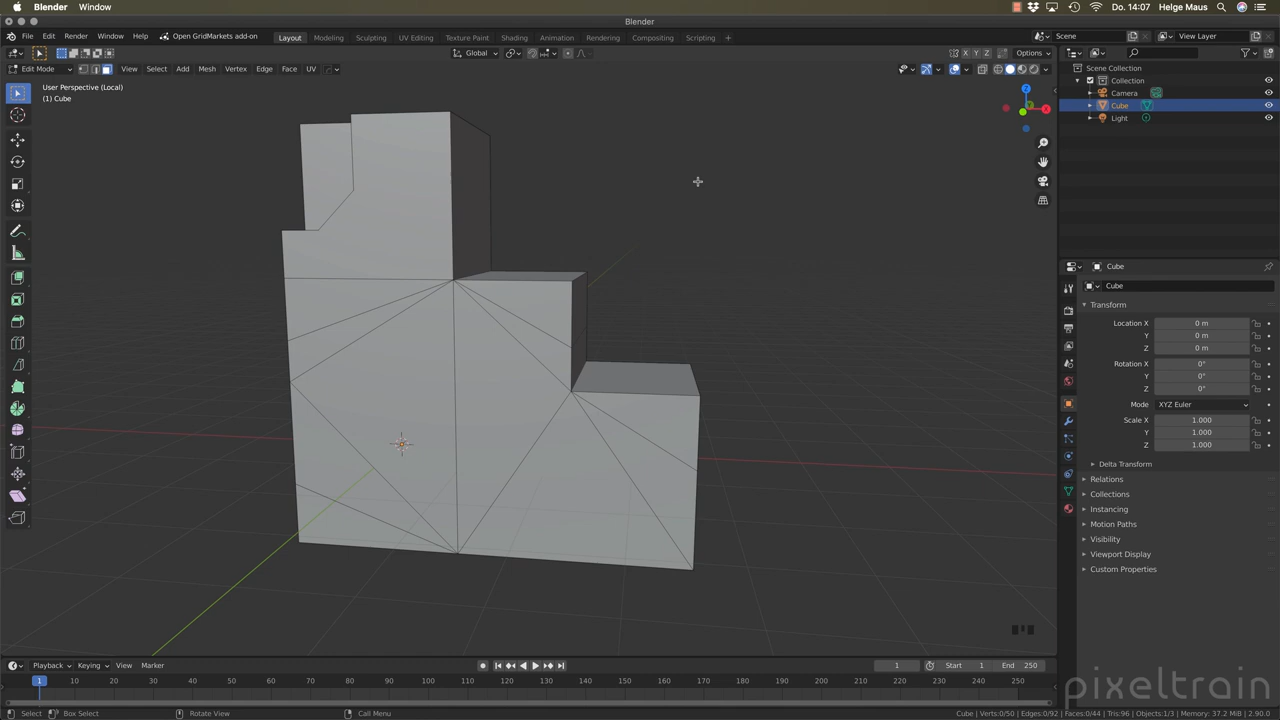 Blender Window Do. 14:07 Helge Maus
Blender
File Edit Render Window Help Open GridMarkets add-on Layout Modeling Sculpting UV Editing Texture Paint Shading Animation Rendering Compositing Scripting + Scene View Layer
Global X Y Z Options
Edit Mode View Select Add Mesh Vertex Edge Face UV
User Perspective (Local)
(1) Cube
Scene Collection
Collection
Camera
Cube
Light
Cube
Cube
Transform
Location X 0 m
Y 0 m
Z 0 m
Rotation X 0°
Y 0°
Z 0°
Mode XYZ Euler
Scale X 1.000
Y 1.000
Z 1.000
Delta Transform
Relations
Collections
Instancing
Motion Paths
Visibility
Viewport Display
Custom Properties
Playback Keying View Marker 1 Start 1 End 250
1 10 20 30 40 50 60 70 80 90 100 110 120 130 140 150 160 170 180 190 200 210 220 230 240 250
pixeltrain
Select Box Select Rotate View Call Menu Cube | Verts:0/50 | Edges:0/92 | Faces:0/44 | Tris:96 | Objects:1/3 | Memory: 37.2 MiB | 2.90.0